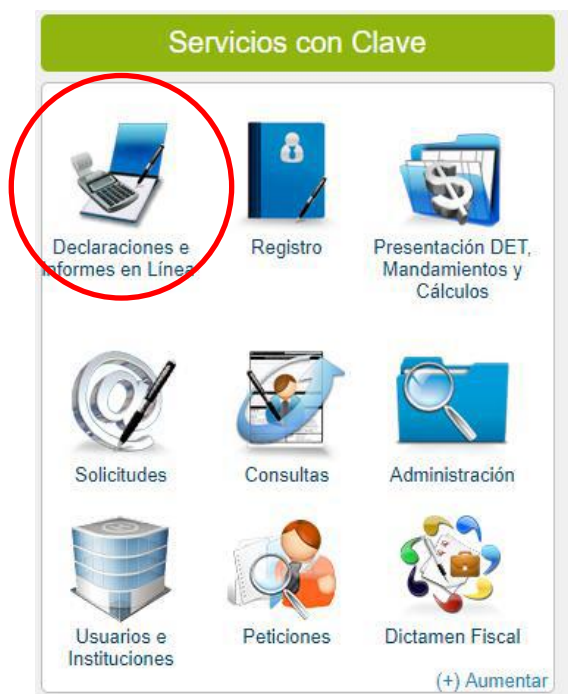 Servicios con Clave
Declaraciones e
Informes en Línea
Registro
Presentación DET,
Mandamientos y
Cálculos
Solicitudes
Consultas
Administración
Usuarios e
Instituciones
Peticiones
Dictamen Fiscal
(+) Aumentar